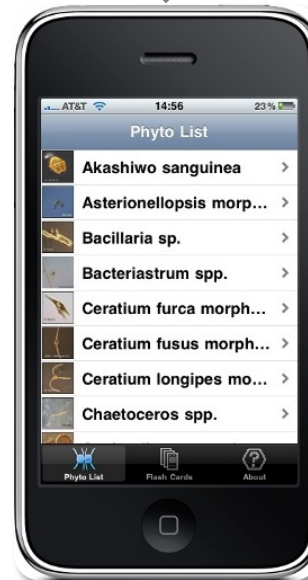 AT&T 14:56 23%
Phyto List
Akashiwo sanguinea
Asterionellopsis morp...
Bacillaria sp.
Bacteriastrum spp.
Ceratium furca morph...
Ceratium fusus morph...
Ceratium longipes mo...
Chaetoceros spp.
Phyto List Flash Cards About